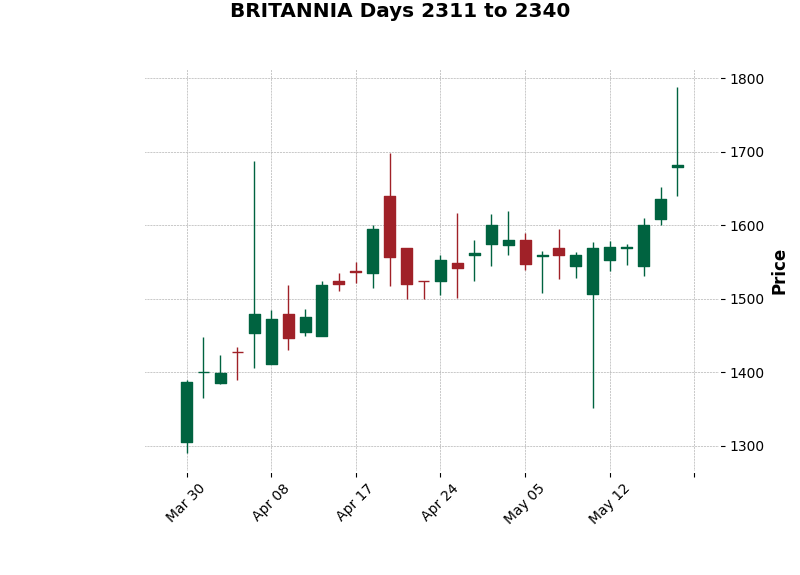 BRITANNIA Days 2311 to 2340
1800
1700
1600
1500
1400
1300
Price
Mar 30
Apr 08
Apr 17
Apr 24
May 05
May 12